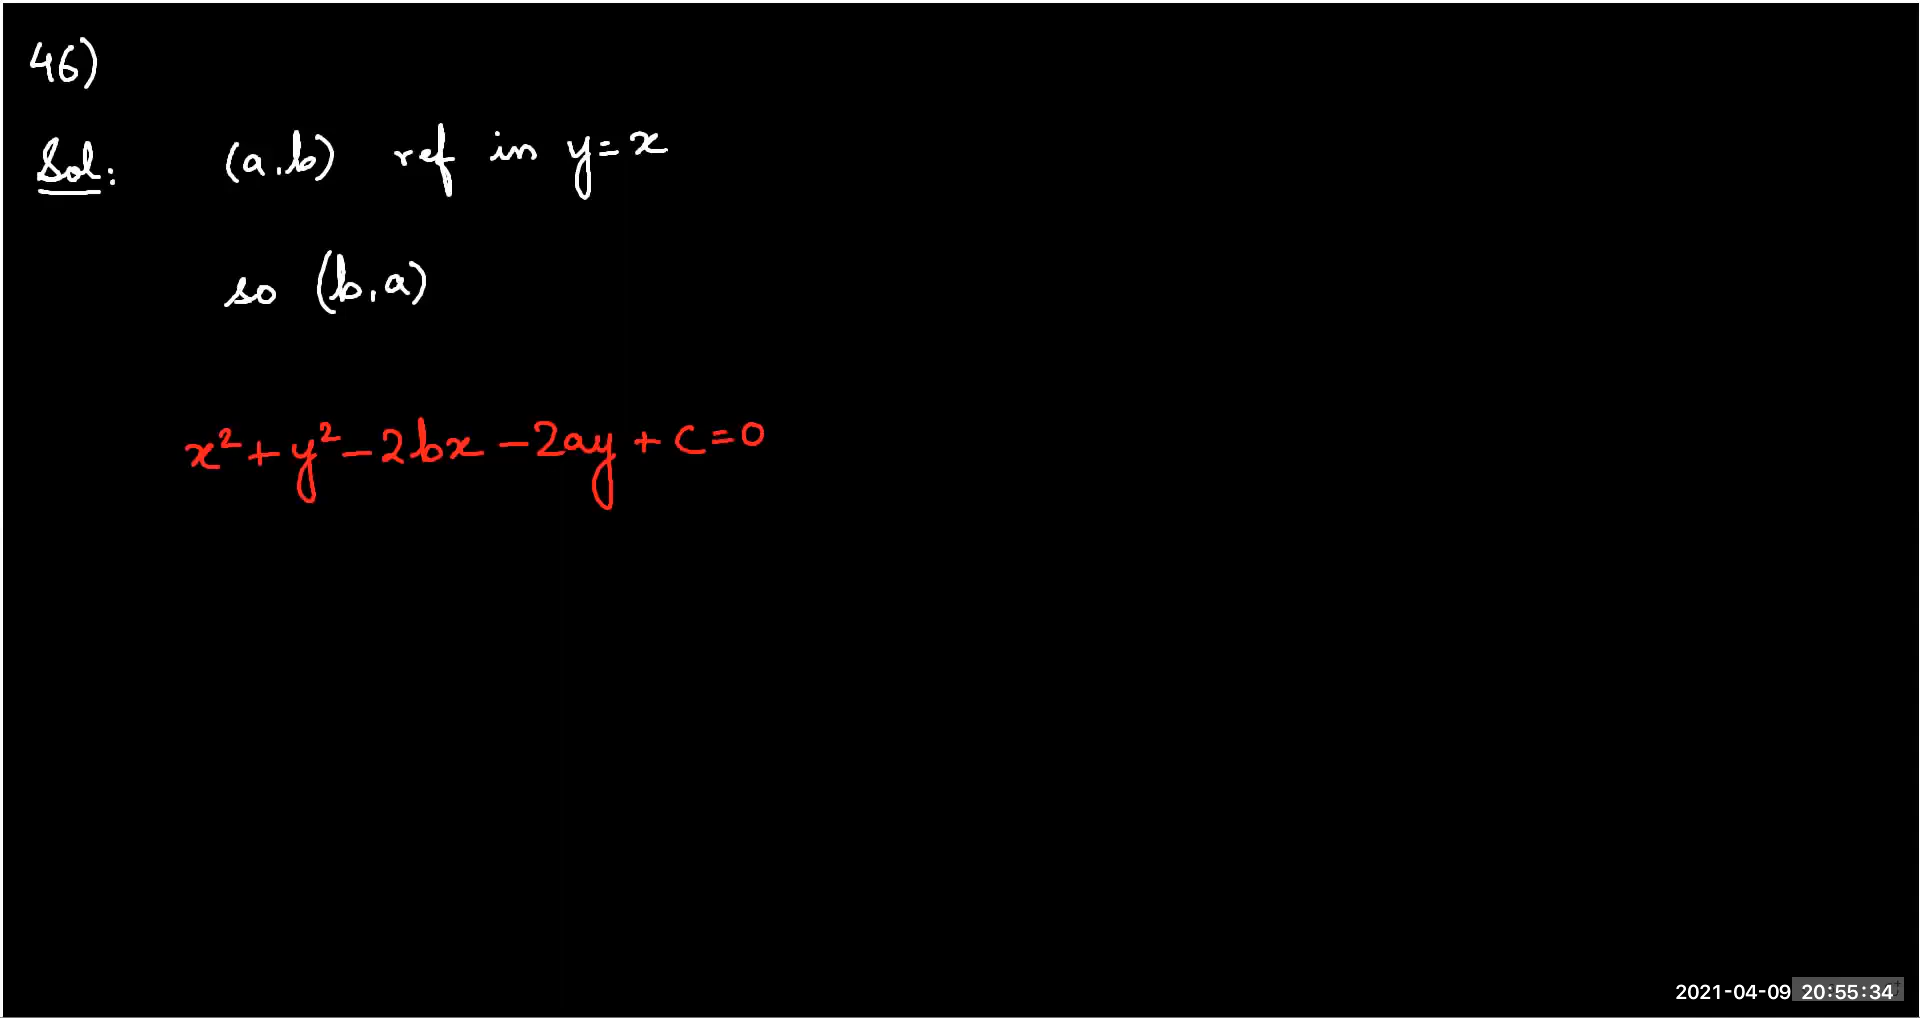 46)
Sol: (a,b) ref in y=x
so (b,a)
x²+y²-2bx-2ay+c=0
2021-04-09 20:55:34